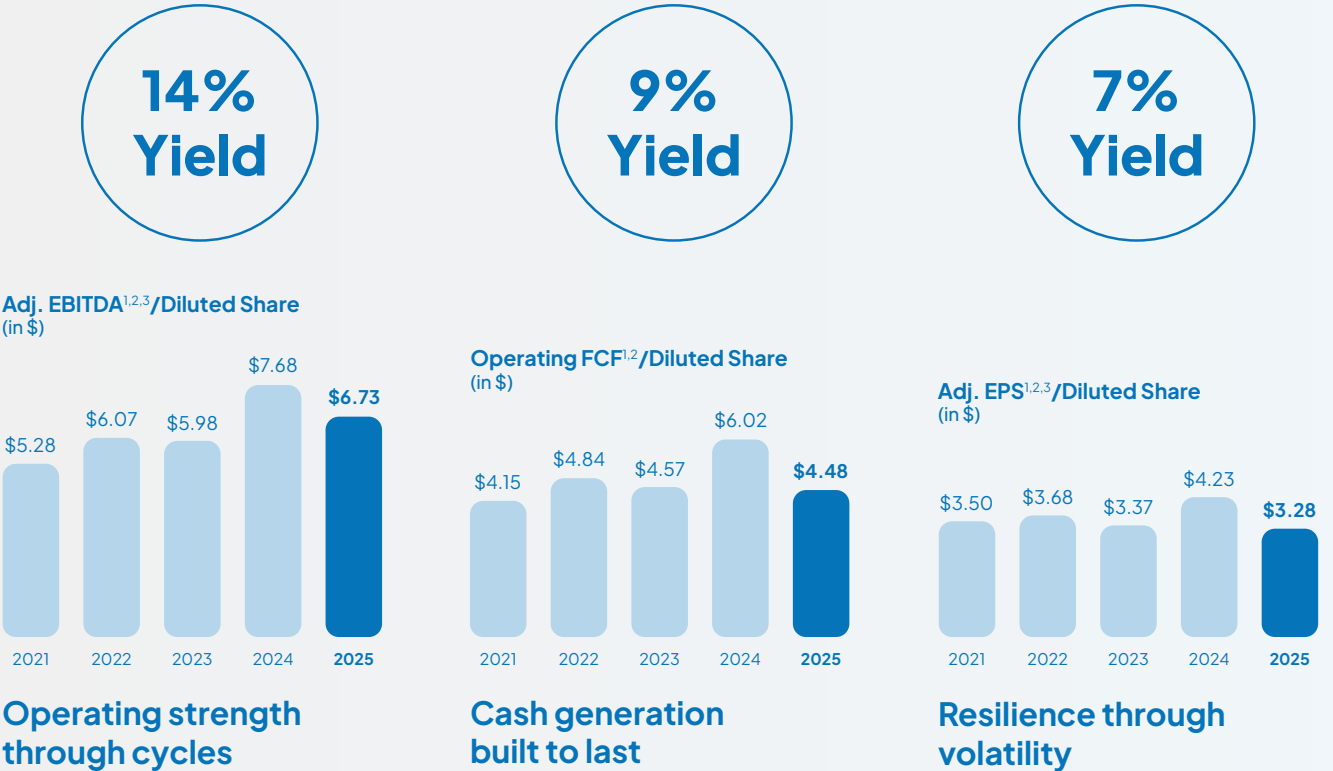 14%
Yield
Adj. EBITDA1,2,3/Diluted Share
(in $)
$5.28
$6.07
$5.98
$7.68
$6.73
2021
2022
2023
2024
2025
Operating strength
through cycles
9%
Yield
Operating FCF1,2/Diluted Share
(in $)
$4.15
$4.84
$4.57
$6.02
$4.48
2021
2022
2023
2024
2025
Cash generation
built to last
7%
Yield
Adj. EPS1,2,3/Diluted Share
(in $)
$3.50
$3.68
$3.37
$4.23
$3.28
2021
2022
2023
2024
2025
Resilience through
volatility